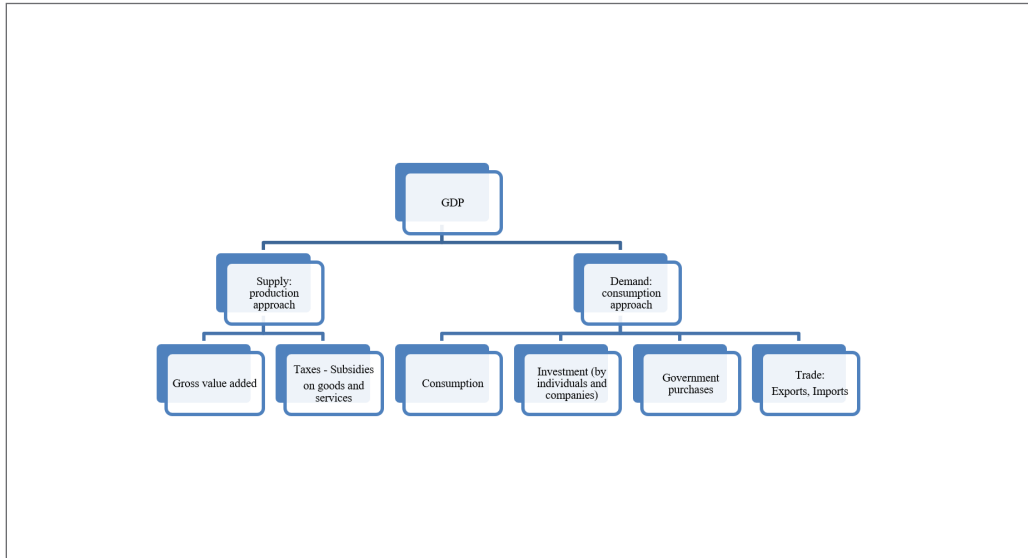 GDP
Supply:
production
approach
Demand:
consumption
approach
Gross value added
Taxes - Subsidies
on goods and
services
Consumption
Investment (by
individuals and
companies)
Government
purchases
Trade:
Exports, Imports